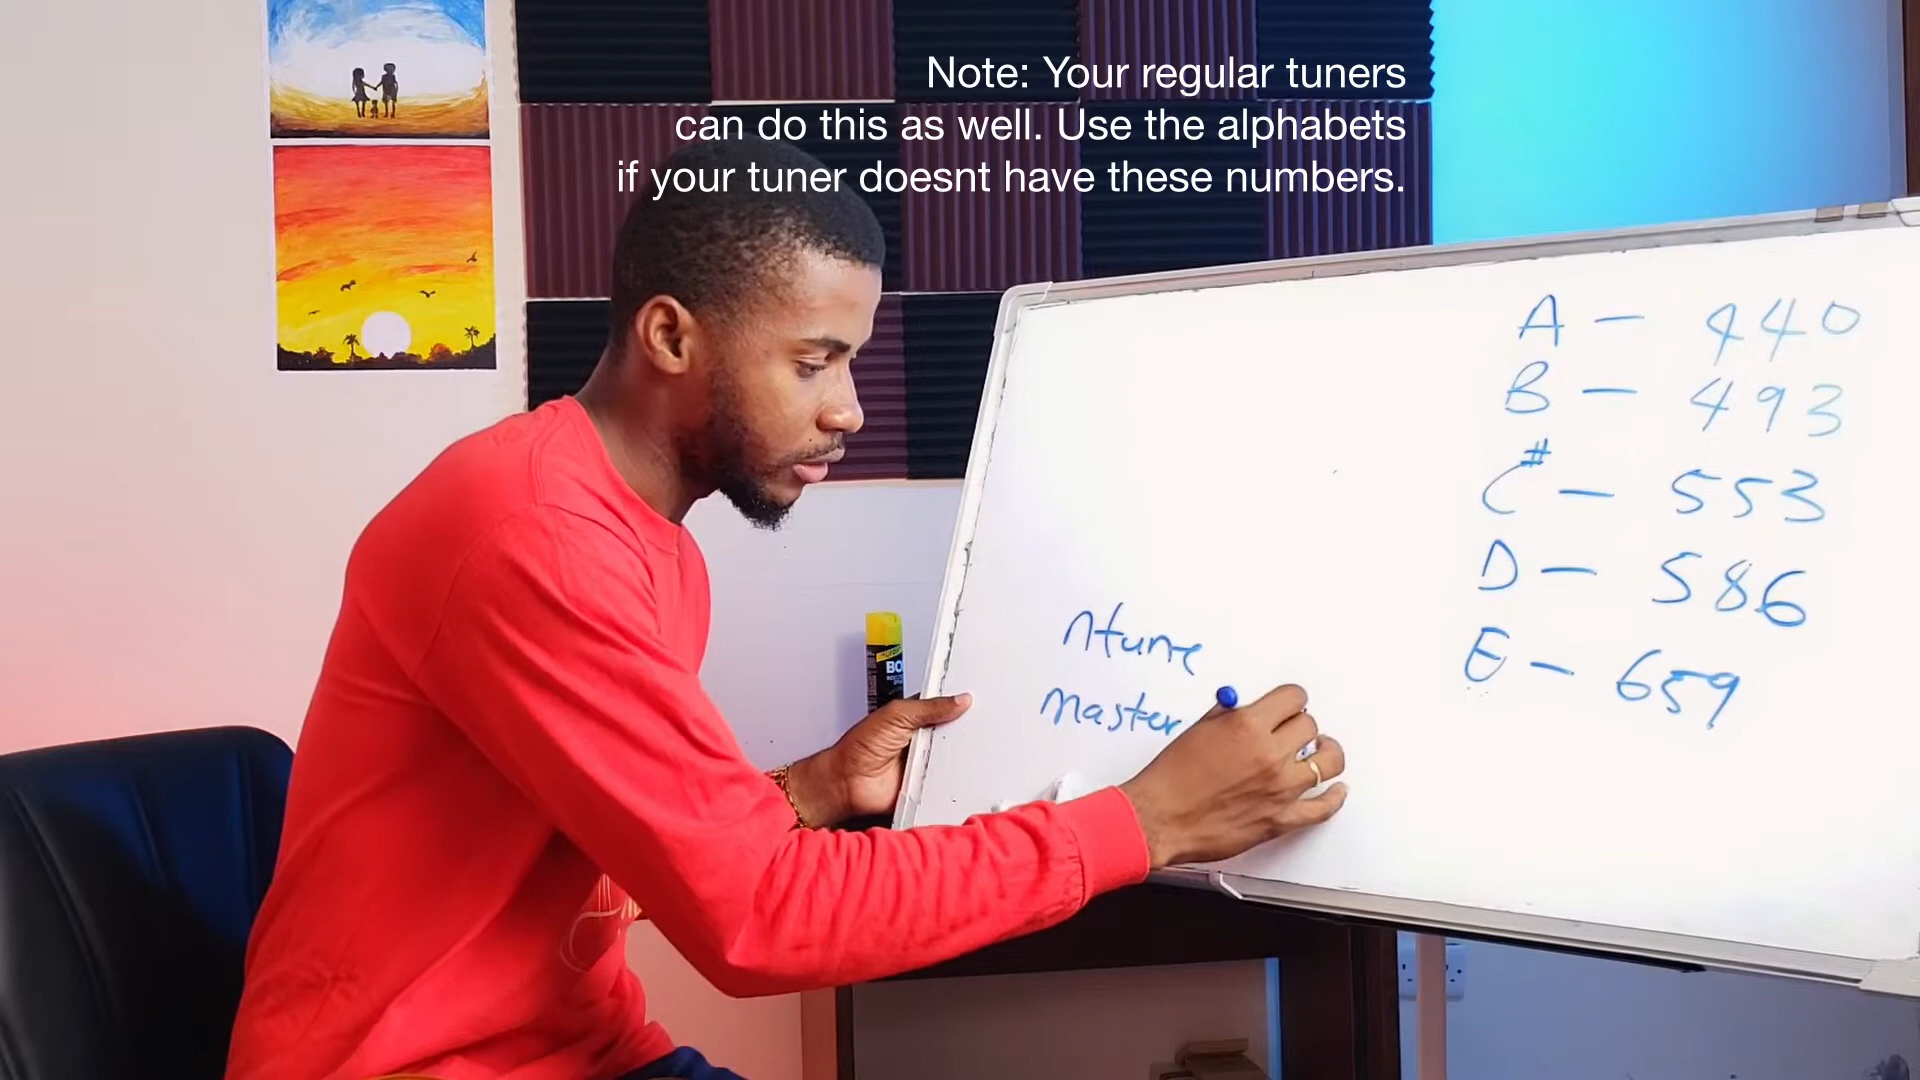 Note: Your regular tuners
can do this as well. Use the alphabets
if your tuner doesnt have these numbers.
A — 440
B — 493
C# — 553
D — 586
E — 659
ntune
master
BO